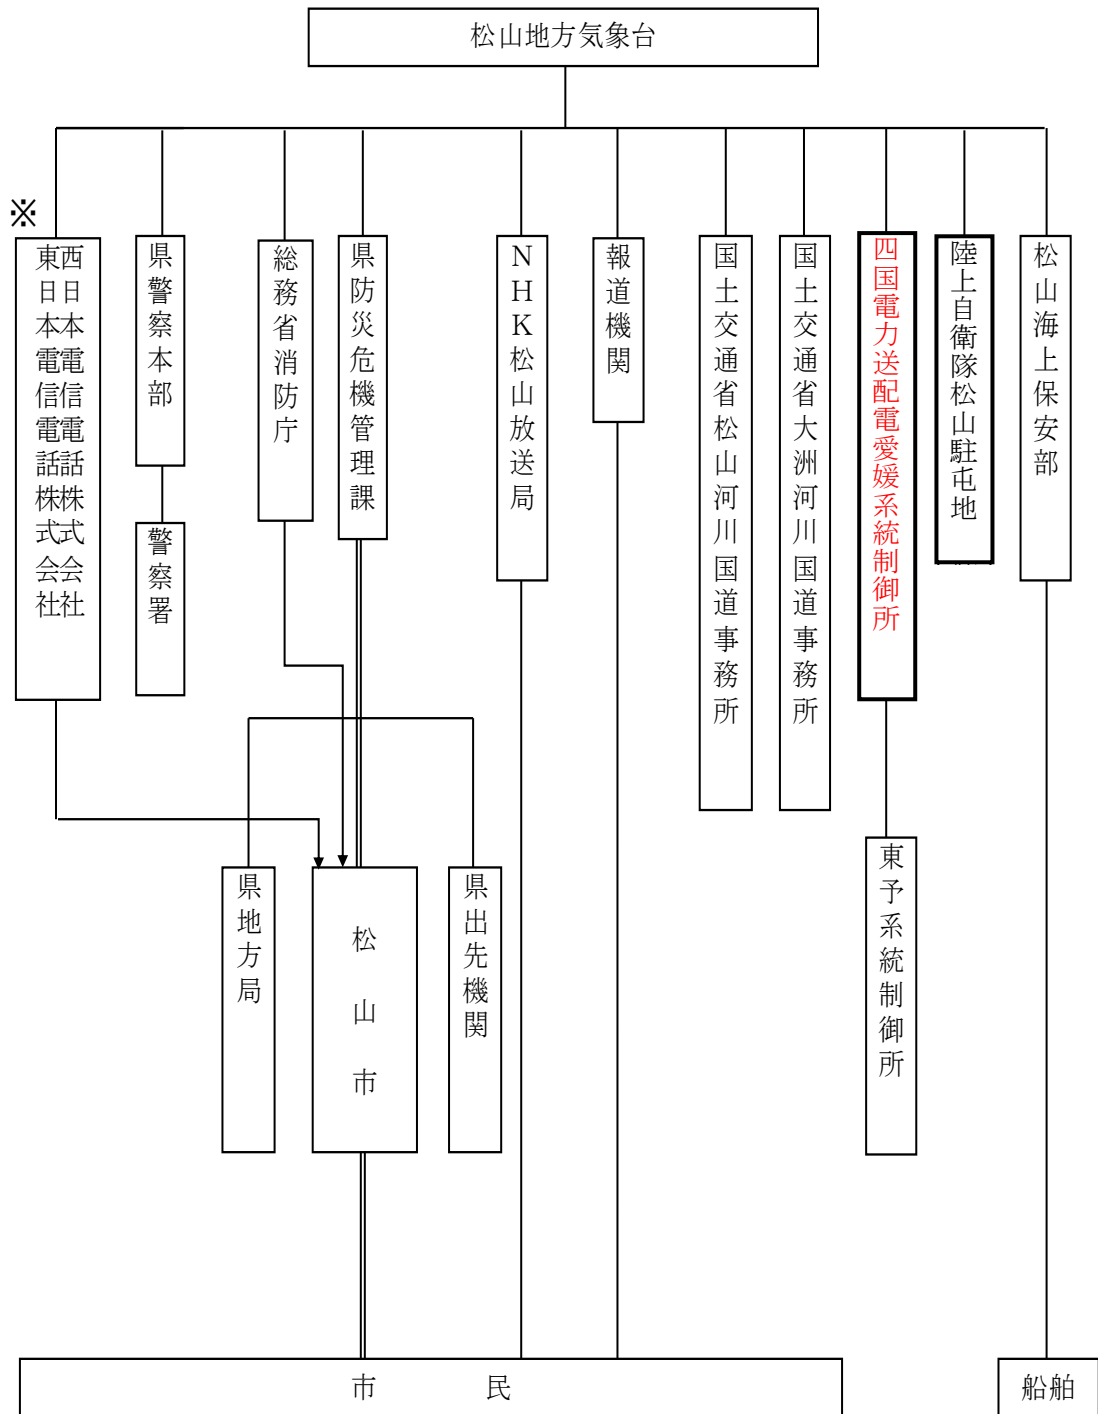 松山地方気象台
※
西日本電信電話株式会社
東日本電信電話株式会社
県警察本部
総務省消防庁
県防災危機管理課
NHK松山放送局
報道機関
国土交通省松山河川国道事務所
国土交通省大洲河川国道事務所
四国電力送配電愛媛系統制御所
陸上自衛隊松山駐屯地
松山海上保安部
警察署
県地方局
松山市
県出先機関
東予系統制御所
市民
船舶